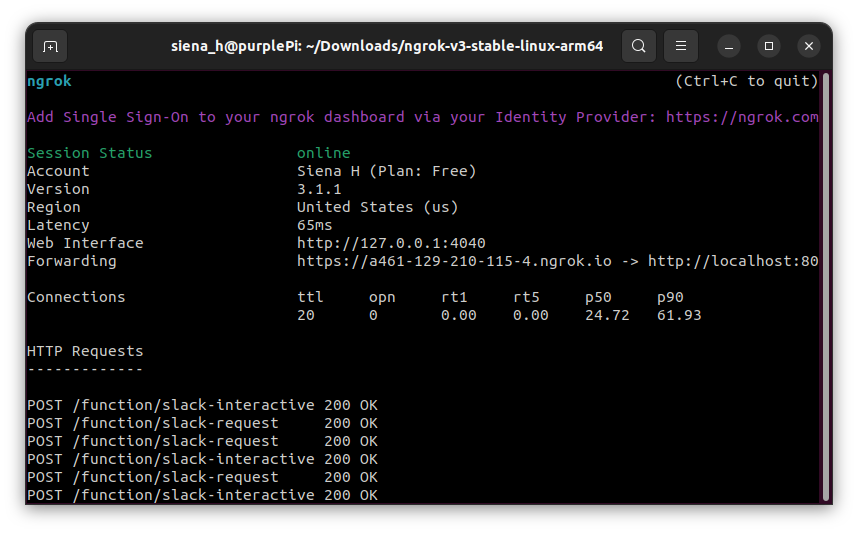 siena_h@purplePi: ~/Downloads/ngrok-v3-stable-linux-arm64
ngrok (Ctrl+C to quit)
Add Single Sign-On to your ngrok dashboard via your Identity Provider: https://ngrok.com
Session Status online
Account Siena H (Plan: Free)
Version 3.1.1
Region United States (us)
Latency 65ms
Web Interface http://127.0.0.1:4040
Forwarding https://a461-129-210-115-4.ngrok.io -> http://localhost:80
Connections ttl opn rt1 rt5 p50 p90
20 0 0.00 0.00 24.72 61.93
HTTP Requests
-------------
POST /function/slack-interactive 200 OK
POST /function/slack-request 200 OK
POST /function/slack-request 200 OK
POST /function/slack-interactive 200 OK
POST /function/slack-request 200 OK
POST /function/slack-interactive 200 OK